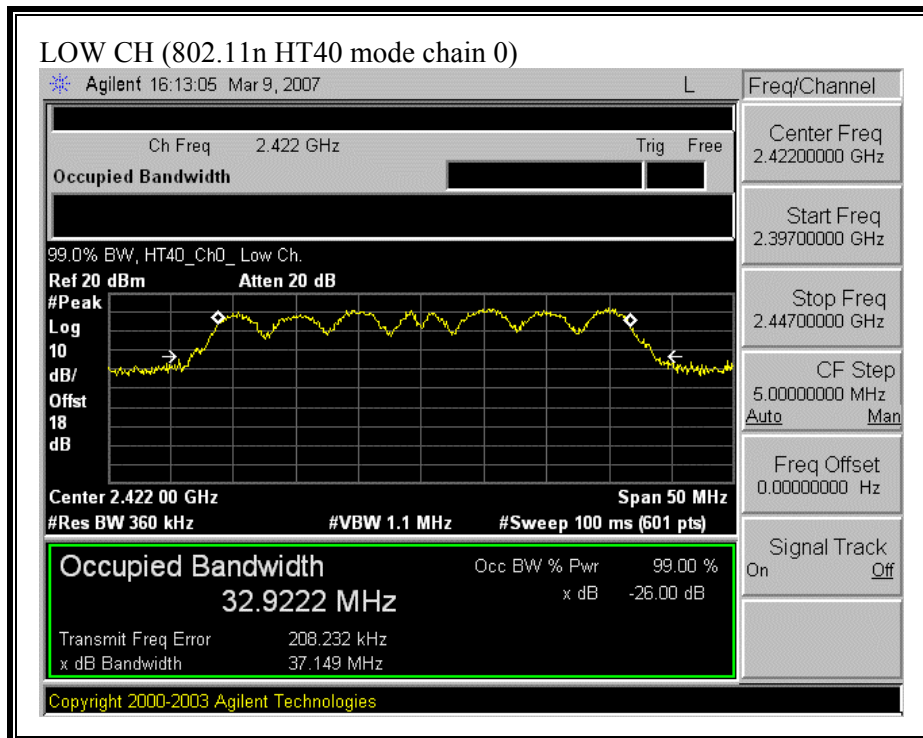 LOW CH (802.11n HT40 mode chain 0)
Agilent 16:13:05 Mar 9, 2007 L
Freq/Channel
Ch Freq 2.422 GHz Trig Free
Occupied Bandwidth
Center Freq
2.42200000 GHz
Start Freq
2.39700000 GHz
Stop Freq
2.44700000 GHz
CF Step
5.00000000 MHz
Auto Man
Freq Offset
0.00000000 Hz
Signal Track
On Off
99.0% BW, HT40_Ch0_ Low Ch.
Ref 20 dBm Atten 20 dB
#Peak
Log
10
dB/
Offst
18
dB
Center 2.422 00 GHz Span 50 MHz
#Res BW 360 kHz #VBW 1.1 MHz #Sweep 100 ms (601 pts)
Occupied Bandwidth Occ BW % Pwr 99.00 %
32.9222 MHz x dB -26.00 dB
Transmit Freq Error 208.232 kHz
x dB Bandwidth 37.149 MHz
Copyright 2000-2003 Agilent Technologies